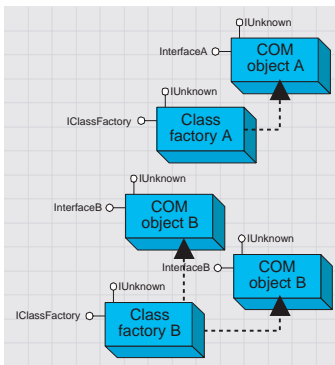 IUnknown
InterfaceA
COM
object A
IUnknown
IClassFactory
Class
factory A
IUnknown
InterfaceB
COM
object B
IUnknown
InterfaceB
COM
object B
IUnknown
IClassFactory
Class
factory B